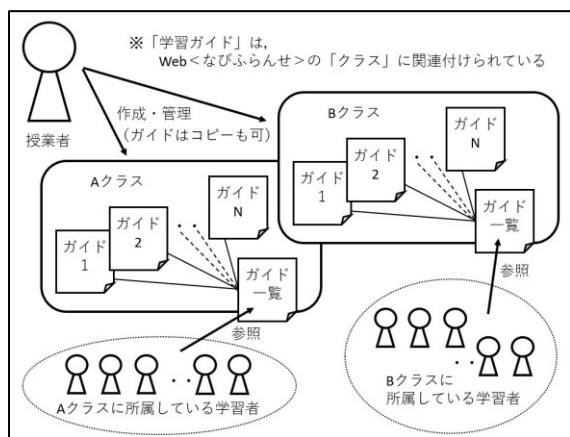 ※「学習ガイド」は，
Web＜なびふらんせ＞の「クラス」に関連付けられている
授業者
作成・管理
（ガイドはコピーも可）
Aクラス
ガイド
1
ガイド
2
ガイド
N
ガイド
一覧
参照
Aクラスに所属している学習者
Bクラス
ガイド
1
ガイド
2
ガイド
N
ガイド
一覧
参照
Bクラスに
所属している学習者